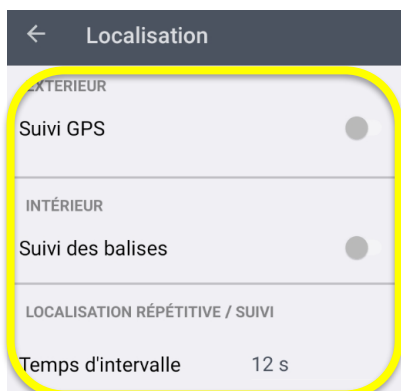 Localisation
EXTERIEUR
Suivi GPS
INTÉRIEUR
Suivi des balises
LOCALISATION RÉPÉTITIVE / SUIVI
Temps d'intervalle 12 s